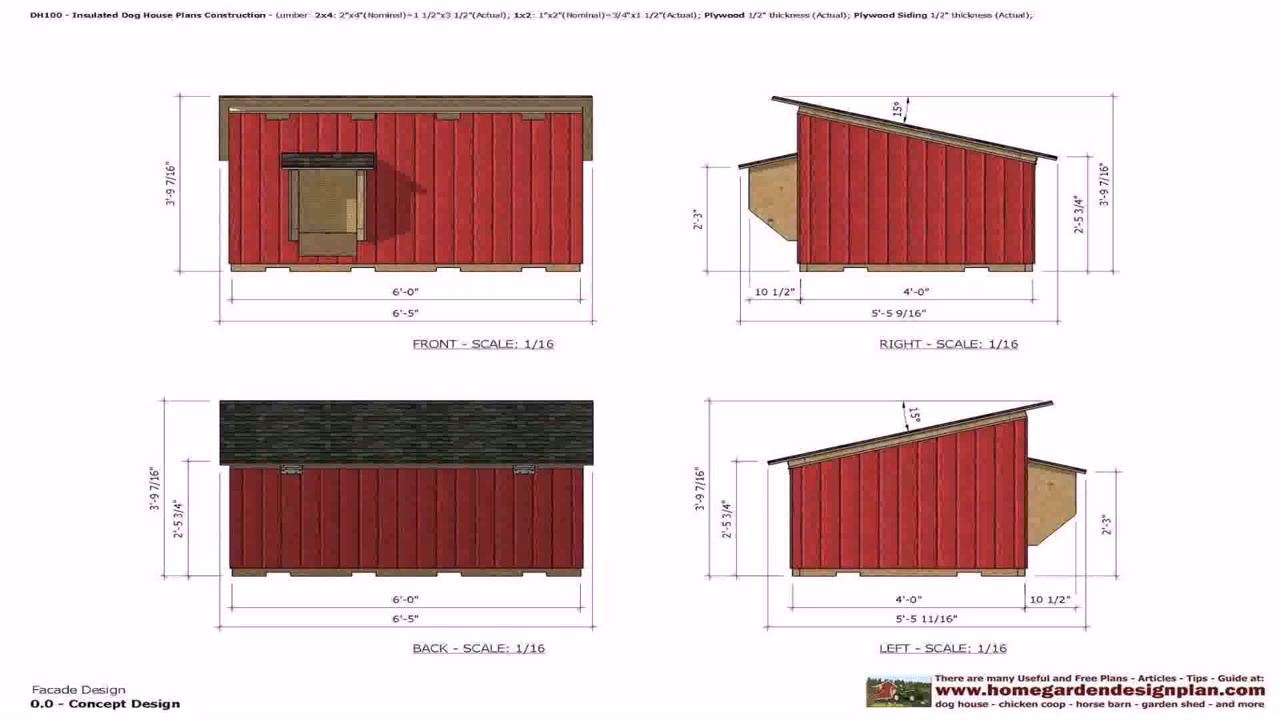 DH100 - Insulated Dog House Plans Construction - Lumber: 2x4: 2"x4"(Nominal)=1 1/2"x3 1/2"(Actual); 1x2: 1"x2"(Nominal)=3/4"x1 1/2"(Actual); Plywood 1/2" thickness (Actual); Plywood Siding 1/2" thickness (Actual);
3'-9 7/16"
6'-0"
6'-5"
FRONT - SCALE: 1/16
15°
2'-3"
2'-5 3/4"
3'-9 7/16"
10 1/2"
4'-0"
5'-5 9/16"
RIGHT - SCALE: 1/16
3'-9 7/16"
2'-5 3/4"
6'-0"
6'-5"
BACK - SCALE: 1/16
15°
3'-9 7/16"
2'-5 3/4"
2'-3"
4'-0"
10 1/2"
5'-5 11/16"
LEFT - SCALE: 1/16
Facade Design
0.0 - Concept Design
There are many Useful and Free Plans - Articles - Tips - Guide at:
www.homegardendesignplan.com
dog house - chicken coop - horse barn - garden shed - and more